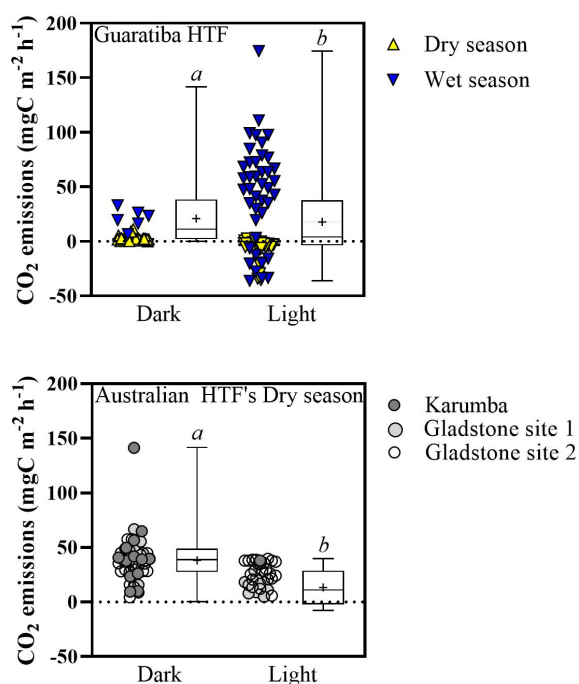 Guaratiba HTF
CO₂ emissions (mgC m⁻² h⁻¹)
200
150
100
50
0
-50
a
b
Dark
Light
Dry season
Wet season
Australian HTF's Dry season
CO₂ emissions (mgC m⁻² h⁻¹)
200
150
100
50
0
-50
a
b
Dark
Light
Karumba
Gladstone site 1
Gladstone site 2